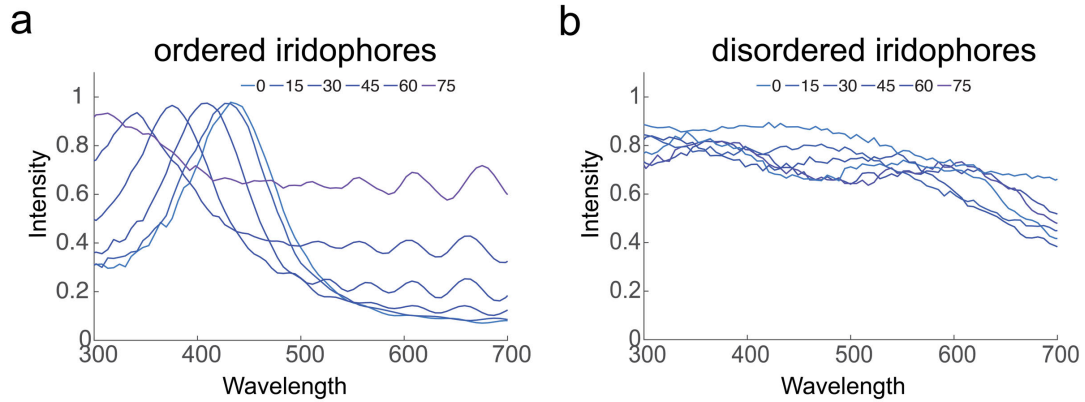 a
ordered iridophores
0 15 30 45 60 75
1
0.8
0.6
0.4
0.2
0
Intensity
300 400 500 600 700
Wavelength
b
disordered iridophores
0 15 30 45 60 75
1
0.8
0.6
0.4
0.2
0
Intensity
300 400 500 600 700
Wavelength